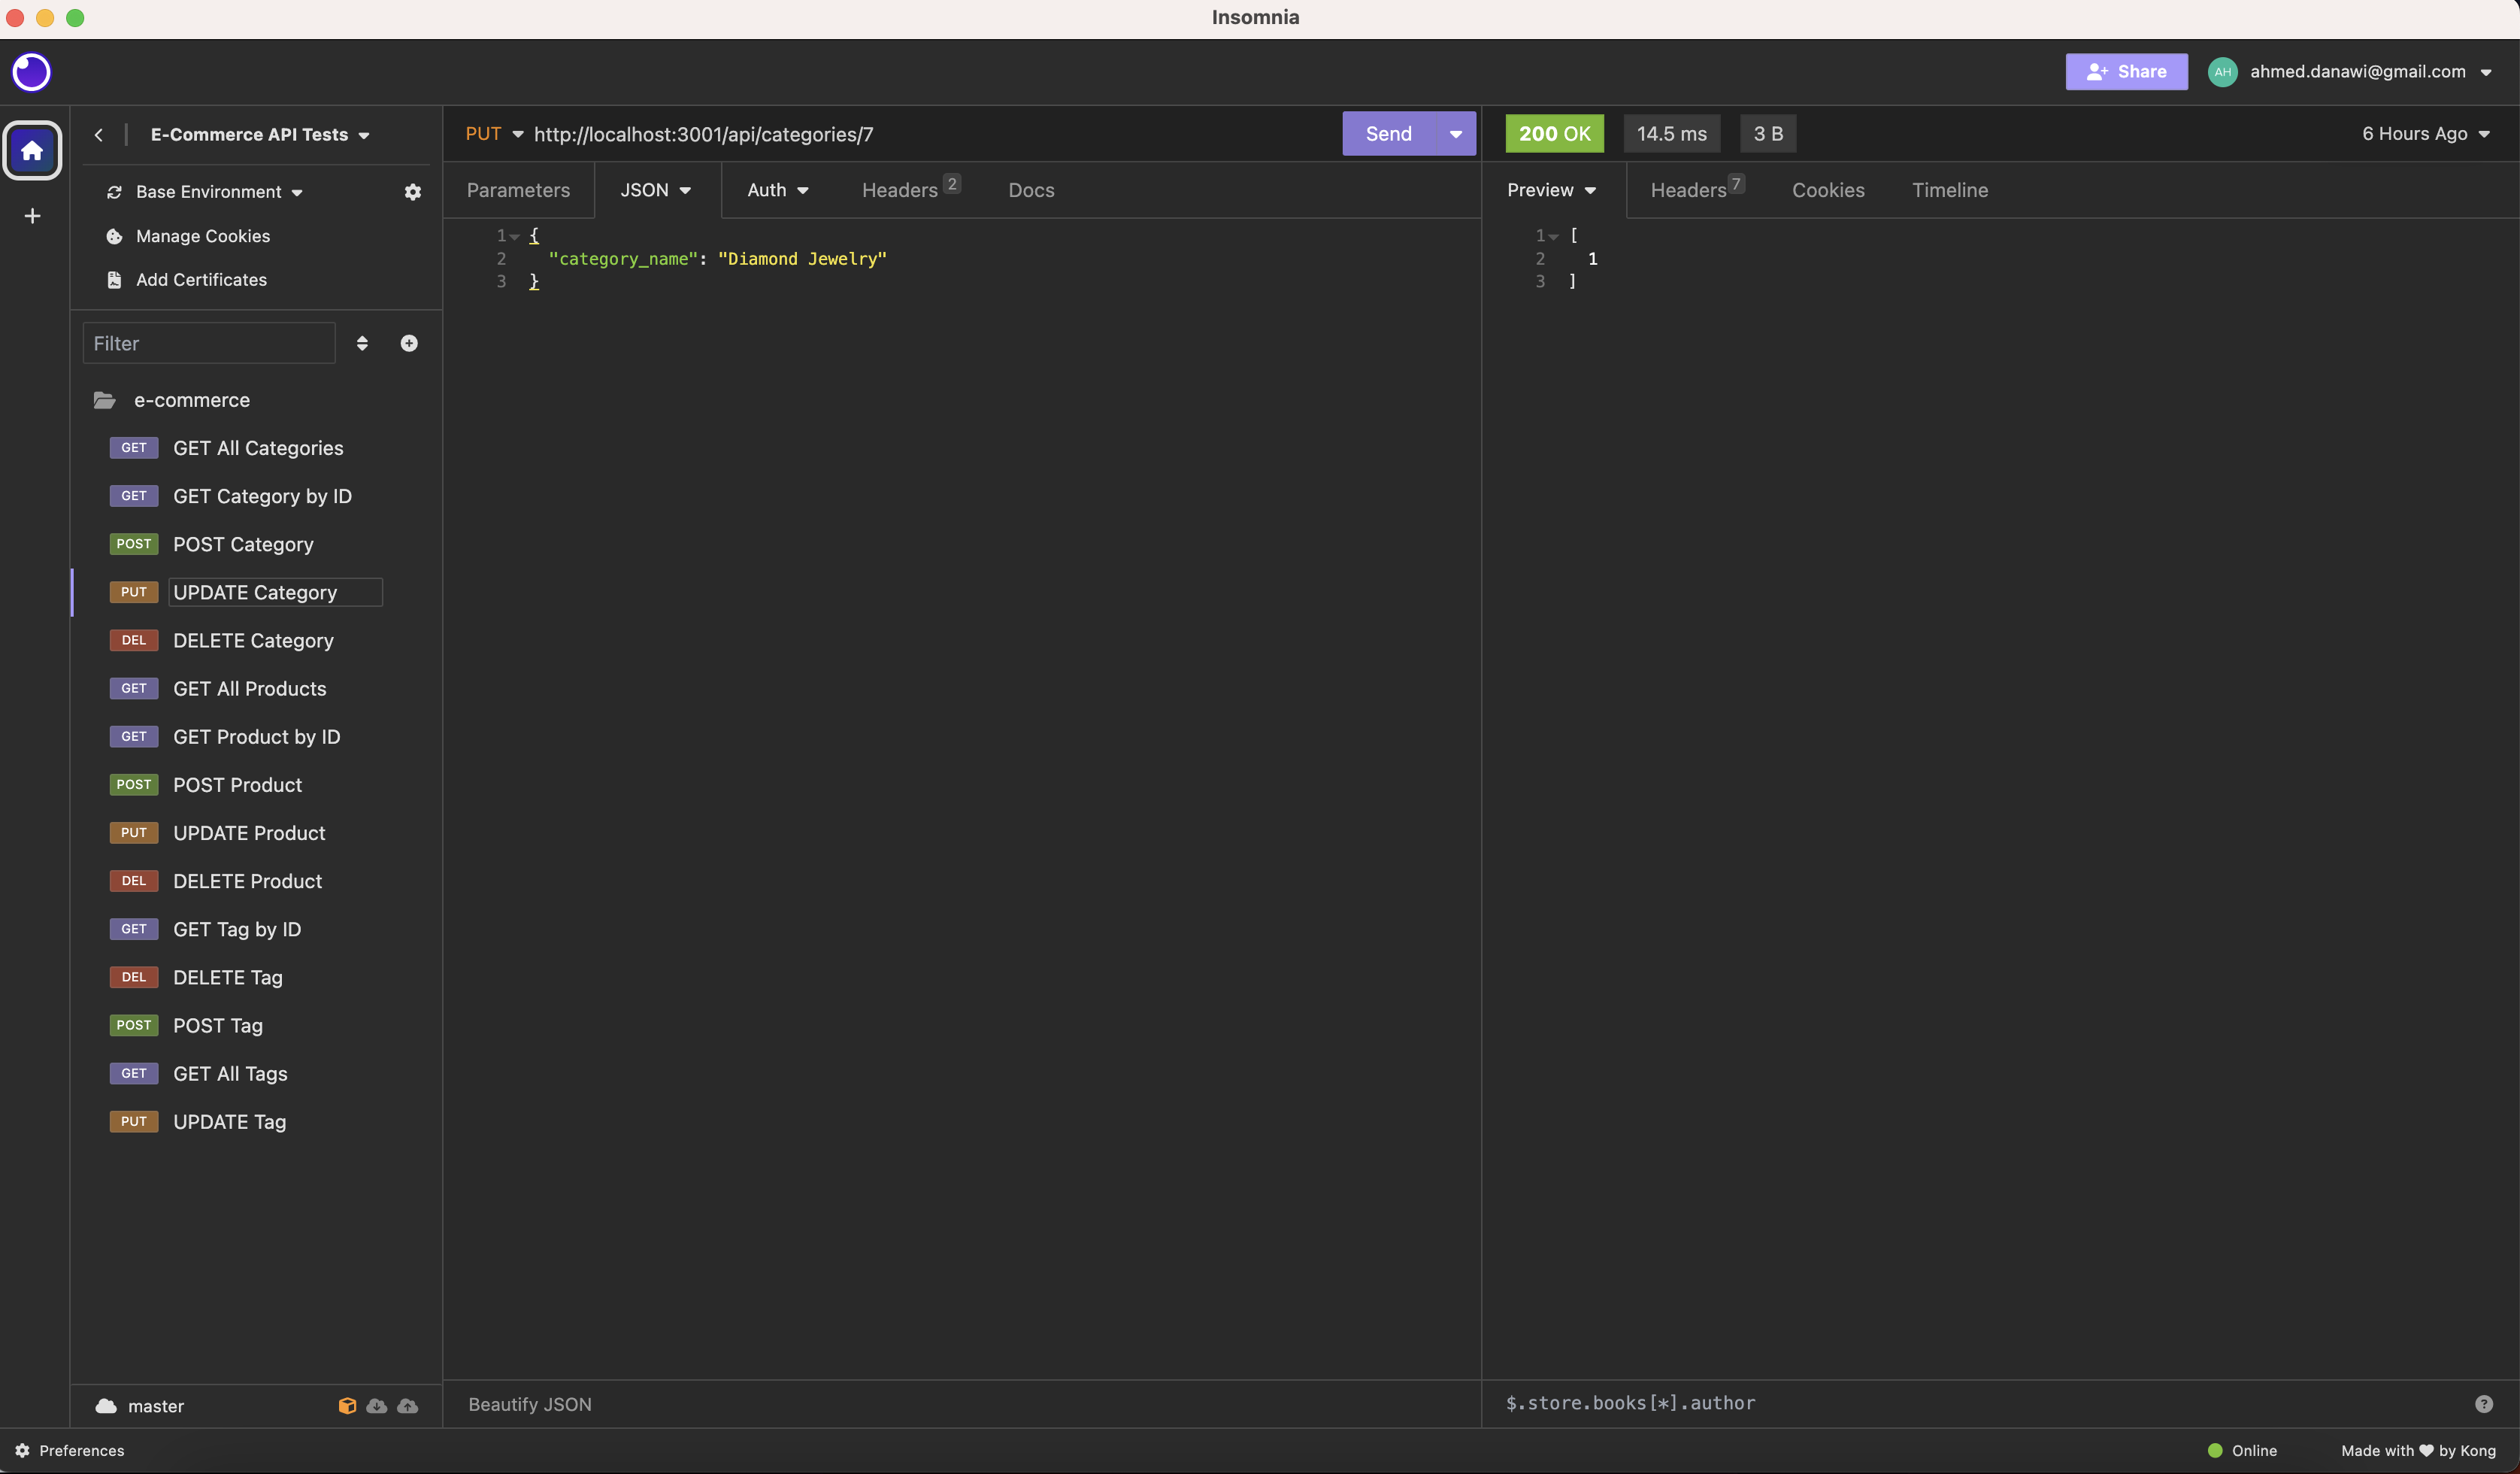 Insomnia
Share
AH
ahmed.danawi@gmail.com
E-Commerce API Tests
Base Environment
Manage Cookies
Add Certificates
Filter
e-commerce
GET GET All Categories
GET GET Category by ID
POST POST Category
PUT UPDATE Category
DEL DELETE Category
GET GET All Products
GET GET Product by ID
POST POST Product
PUT UPDATE Product
DEL DELETE Product
GET GET Tag by ID
DEL DELETE Tag
POST POST Tag
GET GET All Tags
PUT UPDATE Tag
master
PUT http://localhost:3001/api/categories/7
Send
Parameters JSON Auth Headers 2 Docs
1 {
2 "category_name": "Diamond Jewelry"
3 }
Beautify JSON
200 OK 14.5 ms 3 B 6 Hours Ago
Preview Headers 7 Cookies Timeline
1 [
2 1
3 ]
$.store.books[*].author
?
Preferences
Online
Made with ♥ by Kong